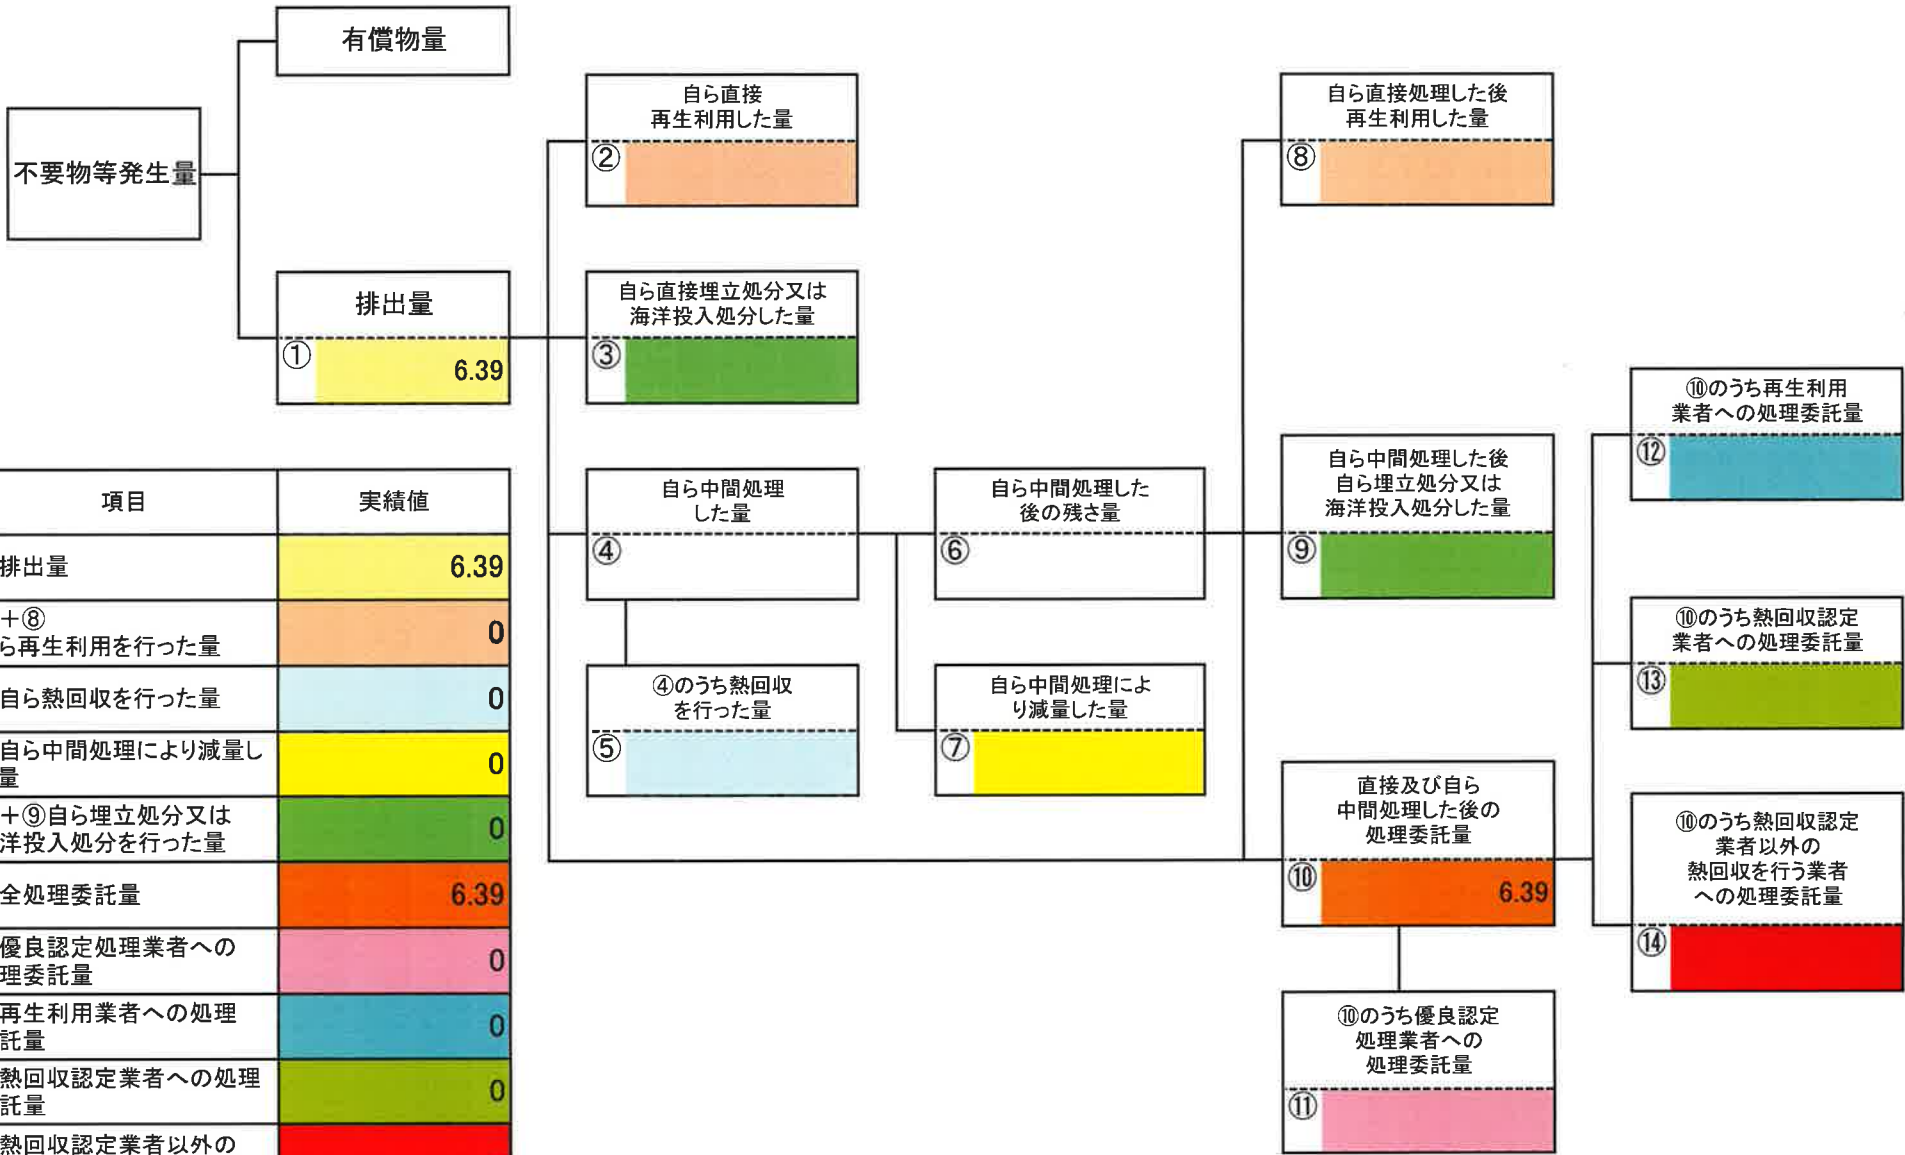 有償物量
不要物等発生量
排出量
①
6.39
自ら直接
再生利用した量
②
自ら直接埋立処分又は
海洋投入処分した量
③
自ら中間処理
した量
④
④のうち熱回収
を行った量
⑤
自ら中間処理した
後の残さ量
⑥
自ら中間処理によ
り減量した量
⑦
自ら直接処理した後
再生利用した量
⑧
自ら中間処理した後
自ら埋立処分又は
海洋投入処分した量
⑨
直接及び自ら
中間処理した後の
処理委託量
⑩
6.39
⑩のうち優良認定
処理業者への
処理委託量
⑪
⑩のうち再生利用
業者への処理委託量
⑫
⑩のうち熱回収認定
業者への処理委託量
⑬
⑩のうち熱回収認定
業者以外の
熱回収を行う業者
への処理委託量
⑭
項目 実績値
排出量 6.39
+⑧
ら再生利用を行った量 0
自ら熱回収を行った量 0
自ら中間処理により減量し
量 0
+⑨自ら埋立処分又は
洋投入処分を行った量 0
全処理委託量 6.39
優良認定処理業者への
理委託量 0
再生利用業者への処理
託量 0
熱回収認定業者への処理
託量 0
熱回収認定業者以外の